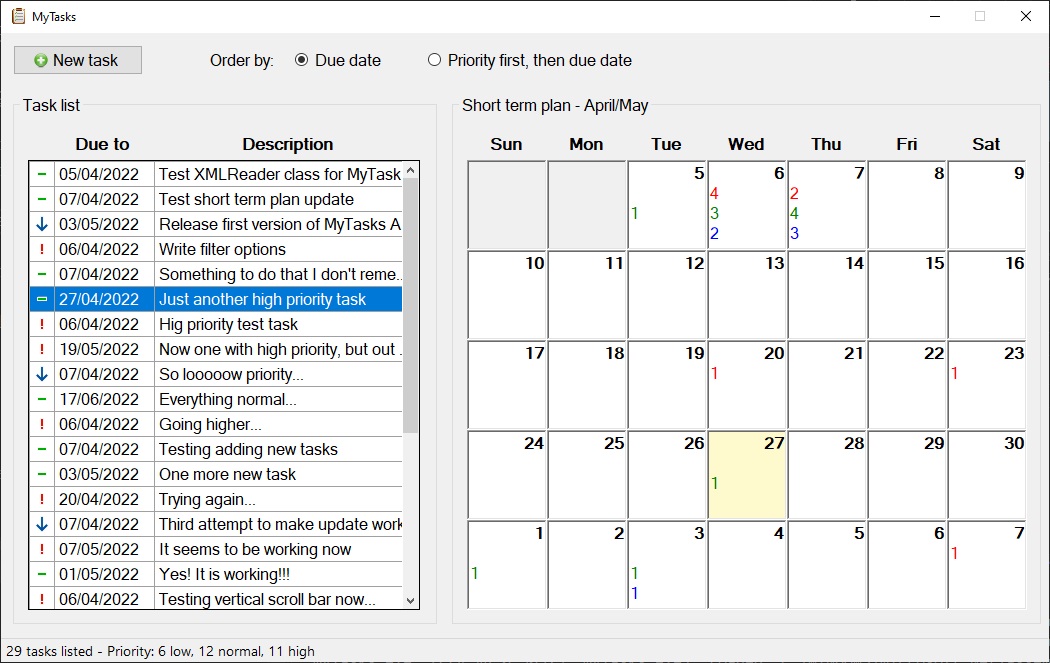 MyTasks
New task Order by: Due date Priority first, then due date
Task list
Due to Description
05/04/2022 Test XMLReader class for MyTask
07/04/2022 Test short term plan update
03/05/2022 Release first version of MyTasks A
06/04/2022 Write filter options
07/04/2022 Something to do that I don't reme...
27/04/2022 Just another high priority task
06/04/2022 Hig priority test task
19/05/2022 Now one with high priority, but out .
07/04/2022 So looooow priority...
17/06/2022 Everything normal...
06/04/2022 Going higher...
07/04/2022 Testing adding new tasks
03/05/2022 One more new task
20/04/2022 Trying again...
07/04/2022 Third attempt to make update work
07/05/2022 It seems to be working now
01/05/2022 Yes! It is working!!!
06/04/2022 Testing vertical scroll bar now...
Short term plan - April/May
Sun Mon Tue Wed Thu Fri Sat
5 6 7 8 9
4 2
1 3 4
2 3
10 11 12 13 14 15 16
17 18 19 20 21 22 23
1 1
24 25 26 27 28 29 30
1
1 2 3 4 5 6 7
1
1 1
1
29 tasks listed - Priority: 6 low, 12 normal, 11 high